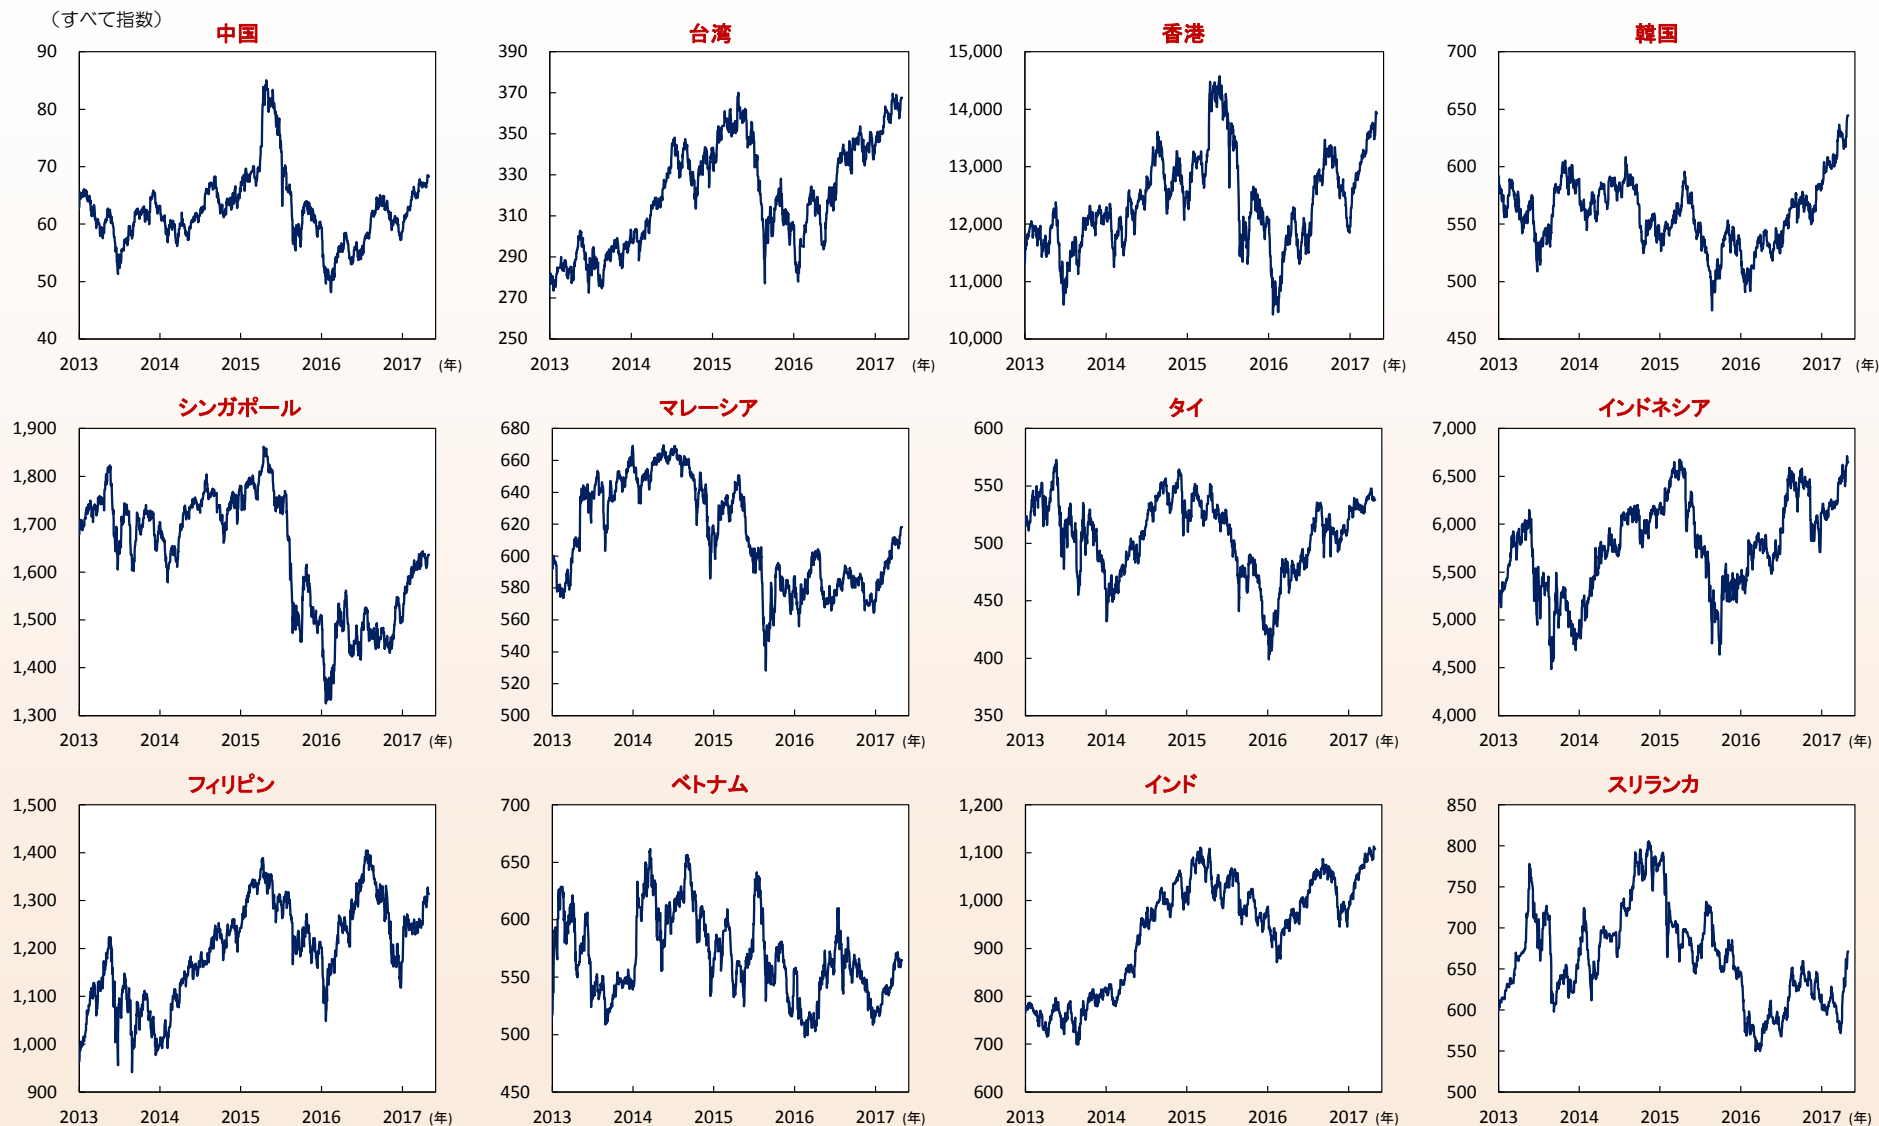 （すべて指数）
中国 台湾 香港 韓国
90 390 15,000 700
80 370 14,000 650
70 350 13,000 600
60 330 12,000 550
50 310 11,000 500
40 290 10,000 450
270
250
2013 2014 2015 2016 2017 (年) 2013 2014 2015 2016 2017 (年) 2013 2014 2015 2016 2017 (年) 2013 2014 2015 2016 2017 (年)
シンガポール マレーシア タイ インドネシア
1,900 680 600 7,000
1,800 660 550 6,500
1,700 640 500 6,000
1,600 620 450 5,500
1,500 600 400 5,000
1,400 580 350 4,500
1,300 560 4,000
540
520
500
2013 2014 2015 2016 2017 (年) 2013 2014 2015 2016 2017 (年) 2013 2014 2015 2016 2017 (年) 2013 2014 2015 2016 2017 (年)
フィリピン ベトナム インド スリランカ
1,500 700 1,200 850
1,400 650 1,100 800
1,300 600 1,000 750
1,200 550 900 700
1,100 500 800 650
1,000 450 700 600
900 600 550
500
2013 2014 2015 2016 2017 (年) 2013 2014 2015 2016 2017 (年) 2013 2014 2015 2016 2017 (年) 2013 2014 2015 2016 2017 (年)